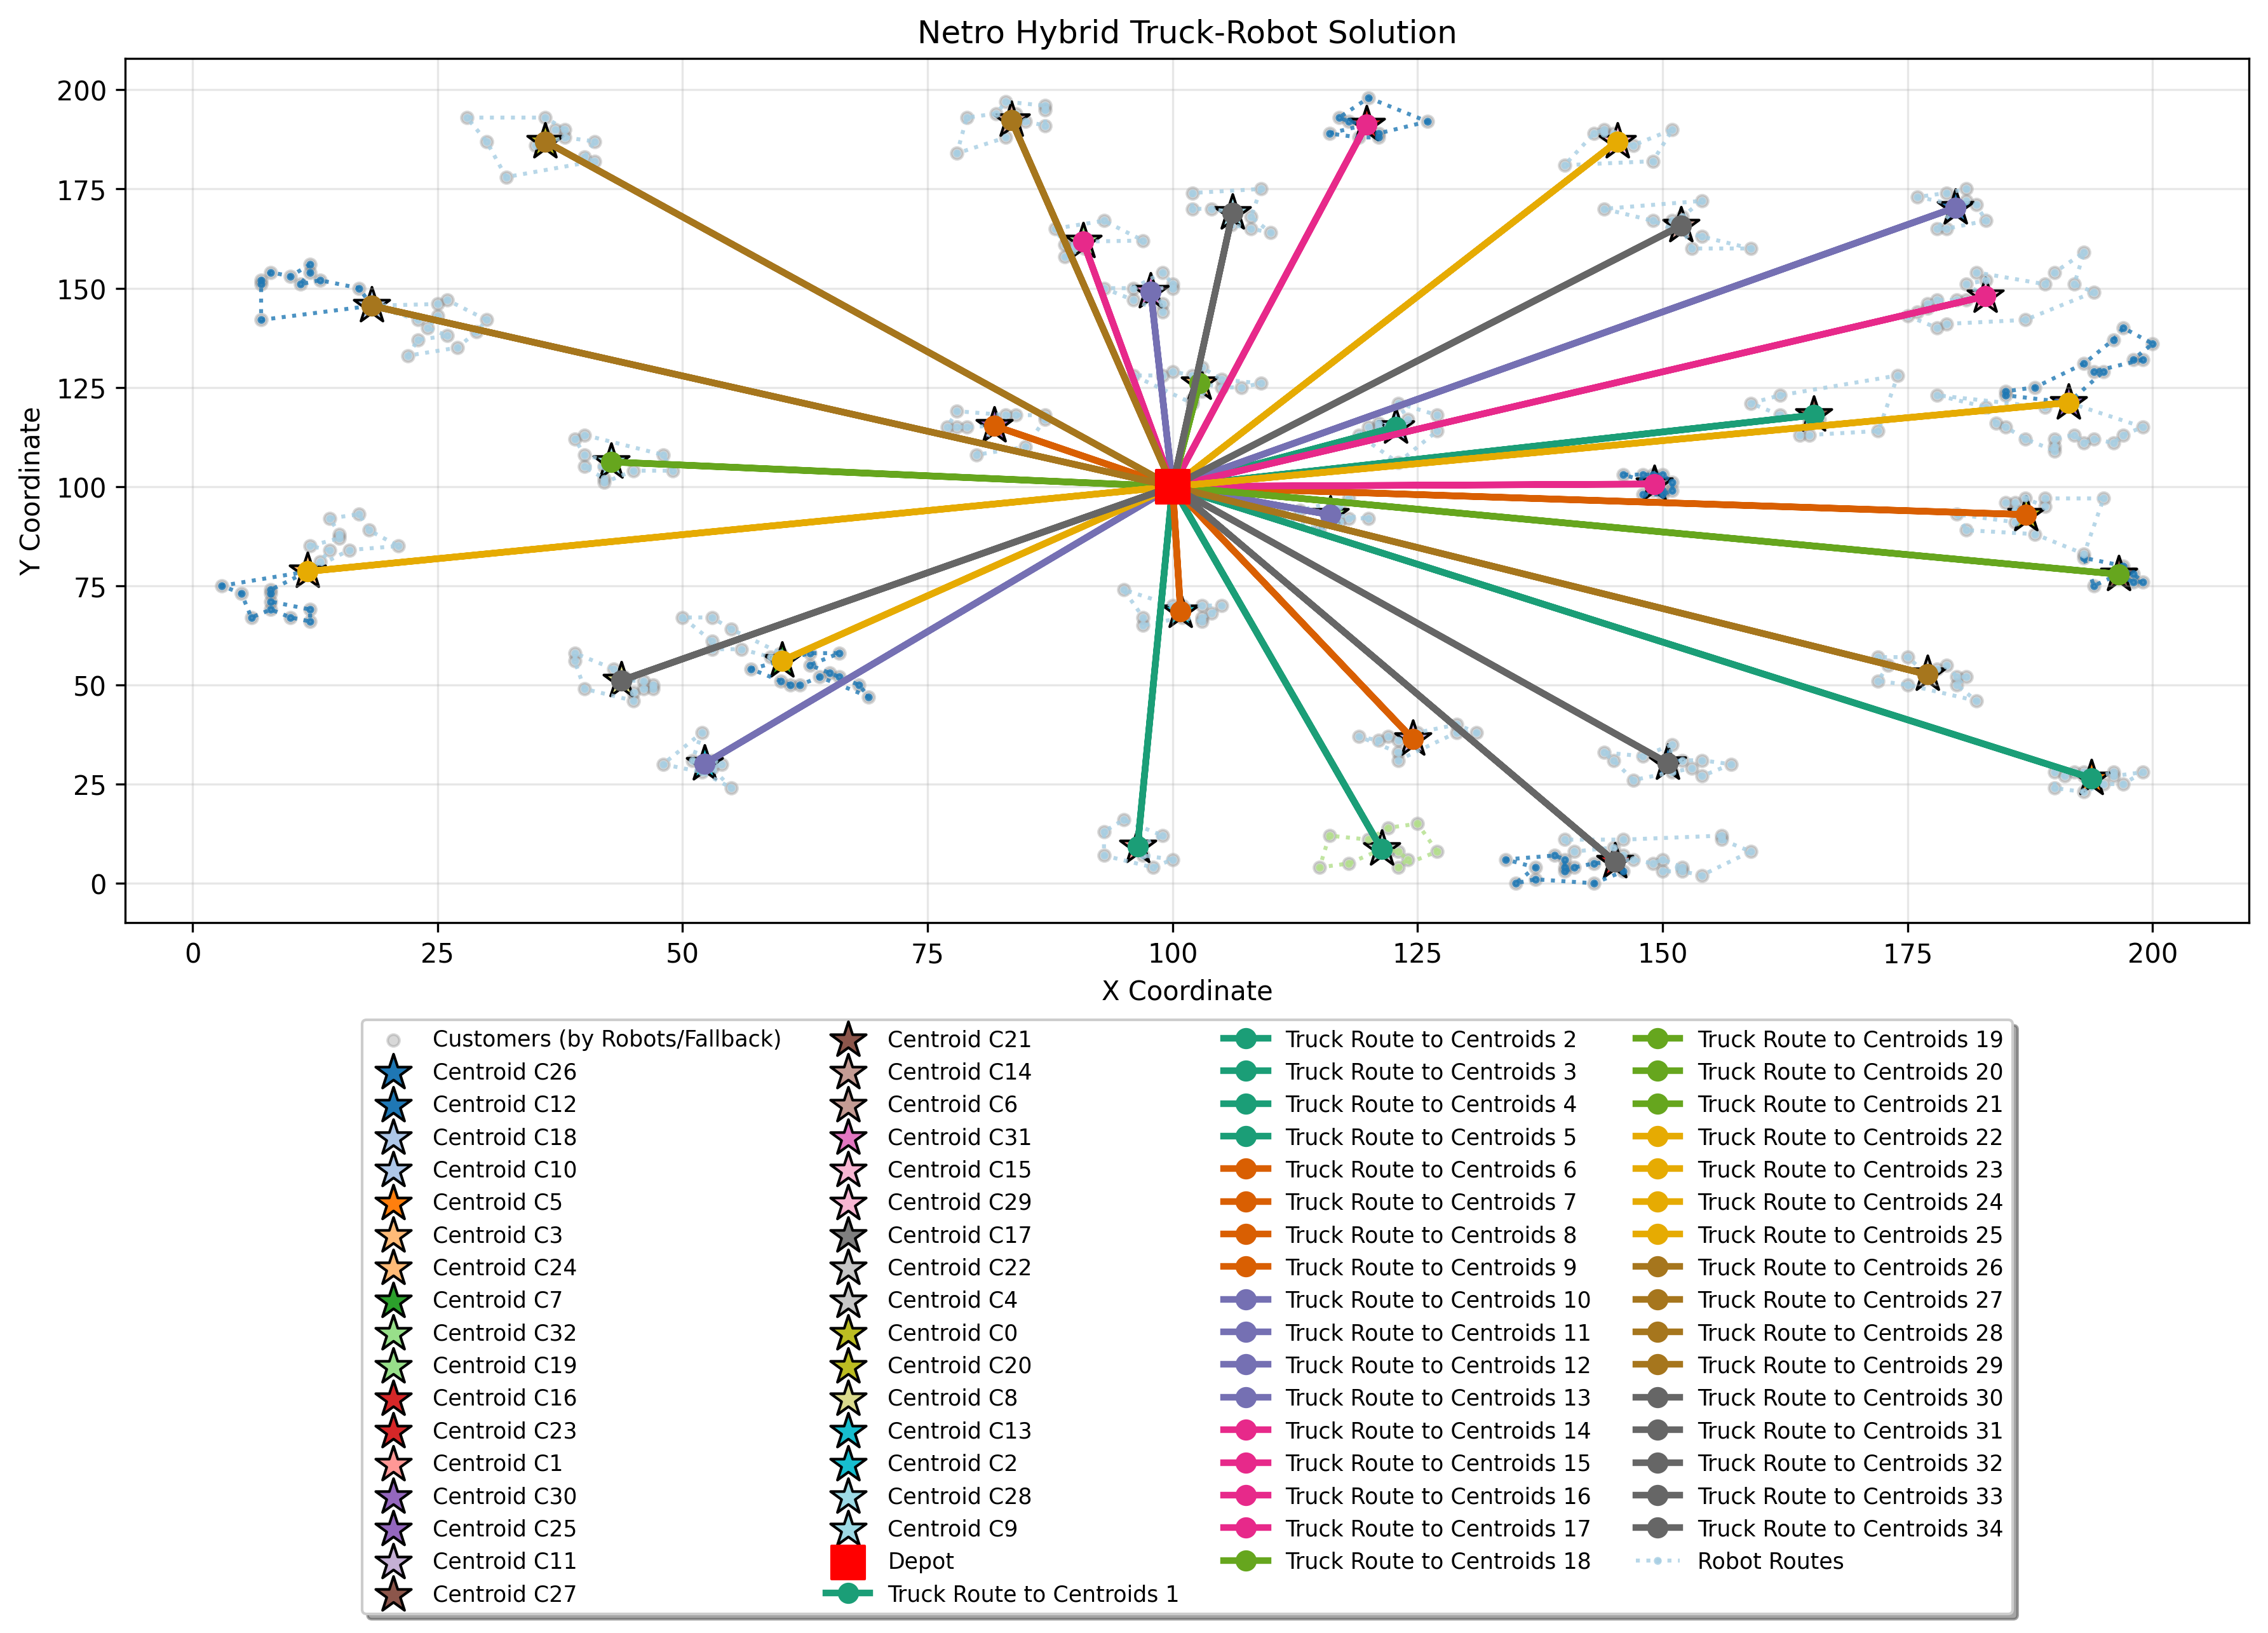 Netro Hybrid Truck-Robot Solution
200
175
150
125
100
75
50
25
0
Y Coordinate
0 25 50 75 100 125 150 175 200
X Coordinate
Customers (by Robots/Fallback)
Centroid C26
Centroid C12
Centroid C18
Centroid C10
Centroid C5
Centroid C3
Centroid C24
Centroid C7
Centroid C32
Centroid C19
Centroid C16
Centroid C23
Centroid C1
Centroid C30
Centroid C25
Centroid C11
Centroid C27
Centroid C21
Centroid C14
Centroid C6
Centroid C31
Centroid C15
Centroid C29
Centroid C17
Centroid C22
Centroid C4
Centroid C0
Centroid C20
Centroid C8
Centroid C13
Centroid C2
Centroid C28
Centroid C9
Depot
Truck Route to Centroids 1
Truck Route to Centroids 2
Truck Route to Centroids 3
Truck Route to Centroids 4
Truck Route to Centroids 5
Truck Route to Centroids 6
Truck Route to Centroids 7
Truck Route to Centroids 8
Truck Route to Centroids 9
Truck Route to Centroids 10
Truck Route to Centroids 11
Truck Route to Centroids 12
Truck Route to Centroids 13
Truck Route to Centroids 14
Truck Route to Centroids 15
Truck Route to Centroids 16
Truck Route to Centroids 17
Truck Route to Centroids 18
Truck Route to Centroids 19
Truck Route to Centroids 20
Truck Route to Centroids 21
Truck Route to Centroids 22
Truck Route to Centroids 23
Truck Route to Centroids 24
Truck Route to Centroids 25
Truck Route to Centroids 26
Truck Route to Centroids 27
Truck Route to Centroids 28
Truck Route to Centroids 29
Truck Route to Centroids 30
Truck Route to Centroids 31
Truck Route to Centroids 32
Truck Route to Centroids 33
Truck Route to Centroids 34
Robot Routes